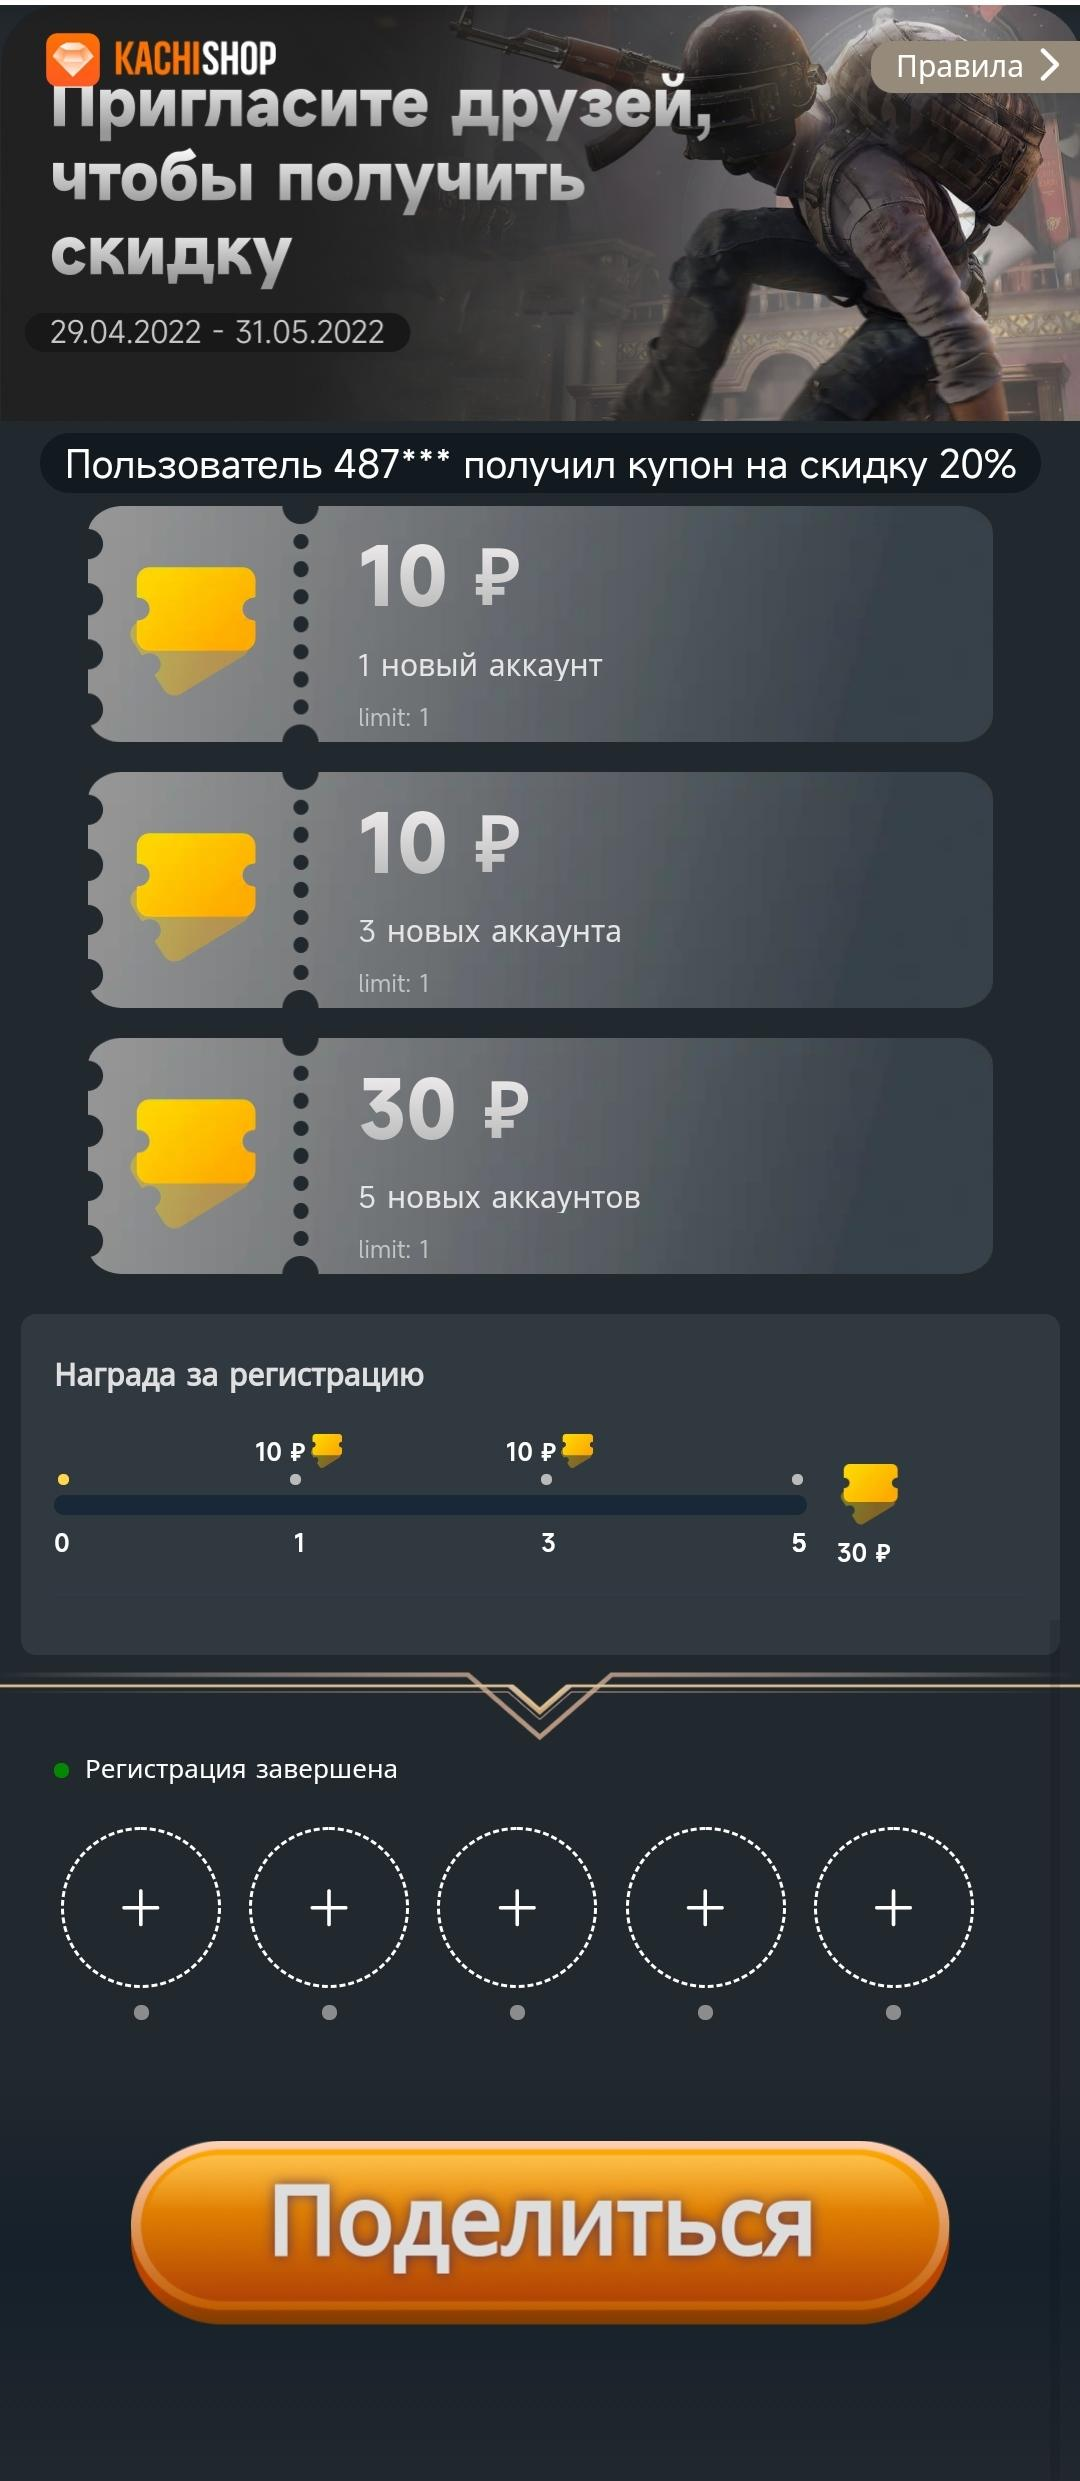 KACHISHOP
Правила
Пригласите друзей,
чтобы получить
скидку
29.04.2022 - 31.05.2022
Пользователь 487*** получил купон на скидку 20%
10 ₽
1 новый аккаунт
limit: 1
10 ₽
3 новых аккаунта
limit: 1
30 ₽
5 новых аккаунтов
limit: 1
Награда за регистрацию
10 ₽ 10 ₽
0 1 3 5
30 ₽
Регистрация завершена
Поделиться